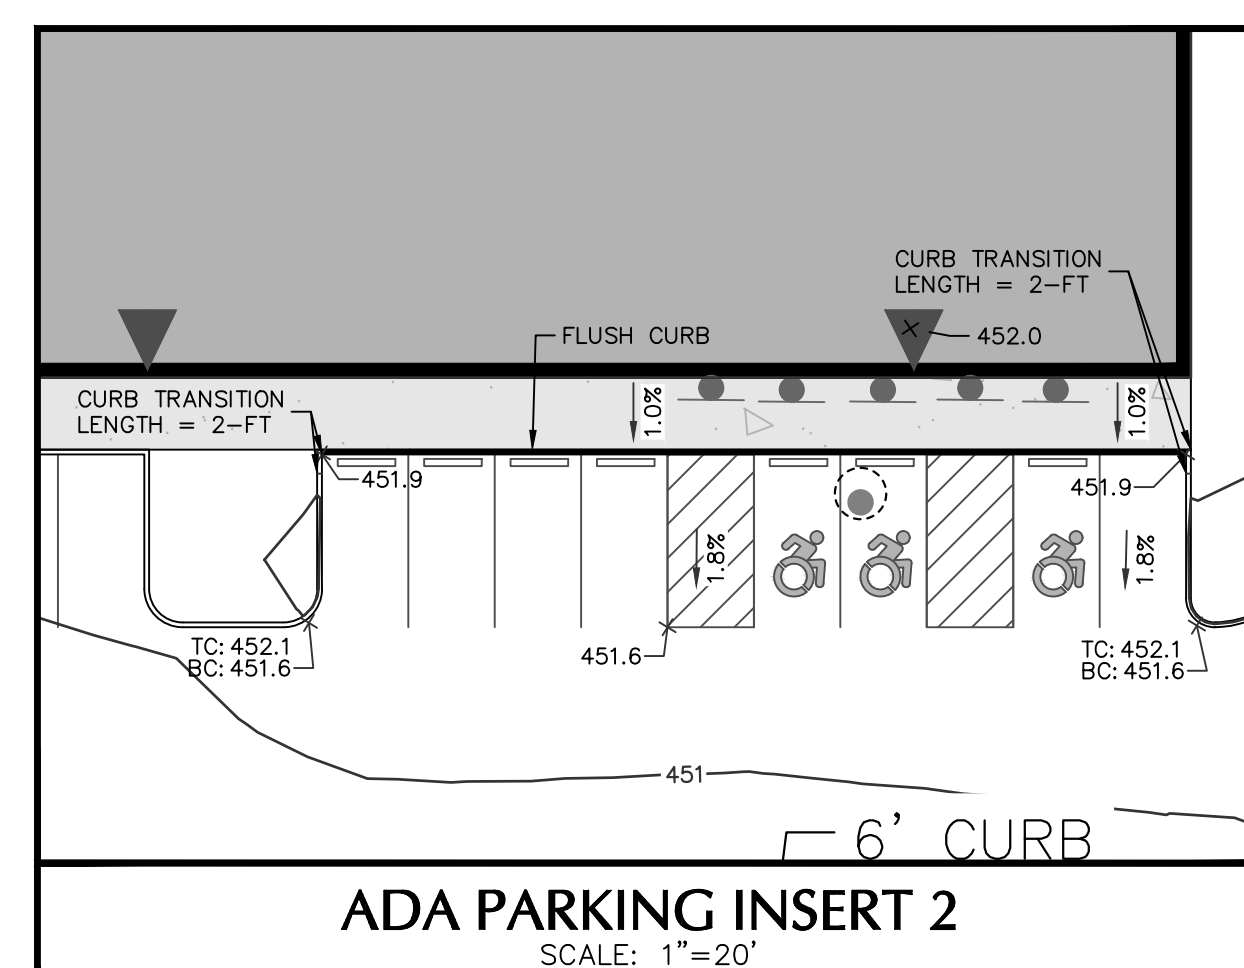 CURB TRANSITION
LENGTH = 2-FT
452.0
FLUSH CURB
CURB TRANSITION
LENGTH = 2-FT
1.0%
1.0%
451.9
451.9
1.8%
1.8%
TC: 452.1
BC: 451.6
451.6
TC: 452.1
BC: 451.6
451
6' CURB
ADA PARKING INSERT 2
SCALE: 1"=20'